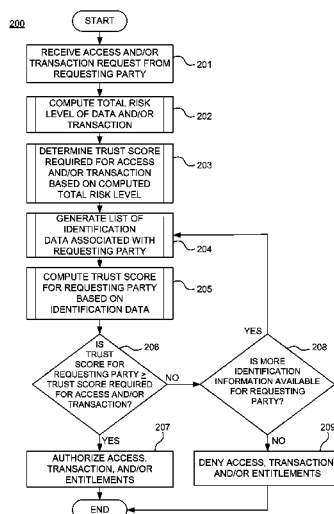 200
START
RECEIVE ACCESS AND/OR
TRANSACTION REQUEST FROM
REQUESTING PARTY
201
COMPUTE TOTAL RISK
LEVEL OF DATA AND/OR
TRANSACTION
202
DETERMINE TRUST SCORE
REQUIRED FOR ACCESS
AND/OR TRANSACTION
BASED ON COMPUTED
TOTAL RISK LEVEL
203
GENERATE LIST OF
IDENTIFICATION
DATA ASSOCIATED WITH
REQUESTING PARTY
204
COMPUTE TRUST SCORE
FOR REQUESTING PARTY
BASED ON
IDENTIFICATION DATA
205
IS
TRUST
SCORE FOR
REQUESTING PARTY ≥
TRUST SCORE REQUIRED
FOR ACCESS AND/OR
TRANSACTION?
206
NO
YES
IS MORE
IDENTIFICATION
INFORMATION AVAILABLE
FOR REQUESTING
PARTY?
208
YES
NO
207
AUTHORIZE ACCESS,
TRANSACTION, AND/OR
ENTITLEMENTS
209
DENY ACCESS, TRANSACTION
AND/OR ENTITLEMENTS
END